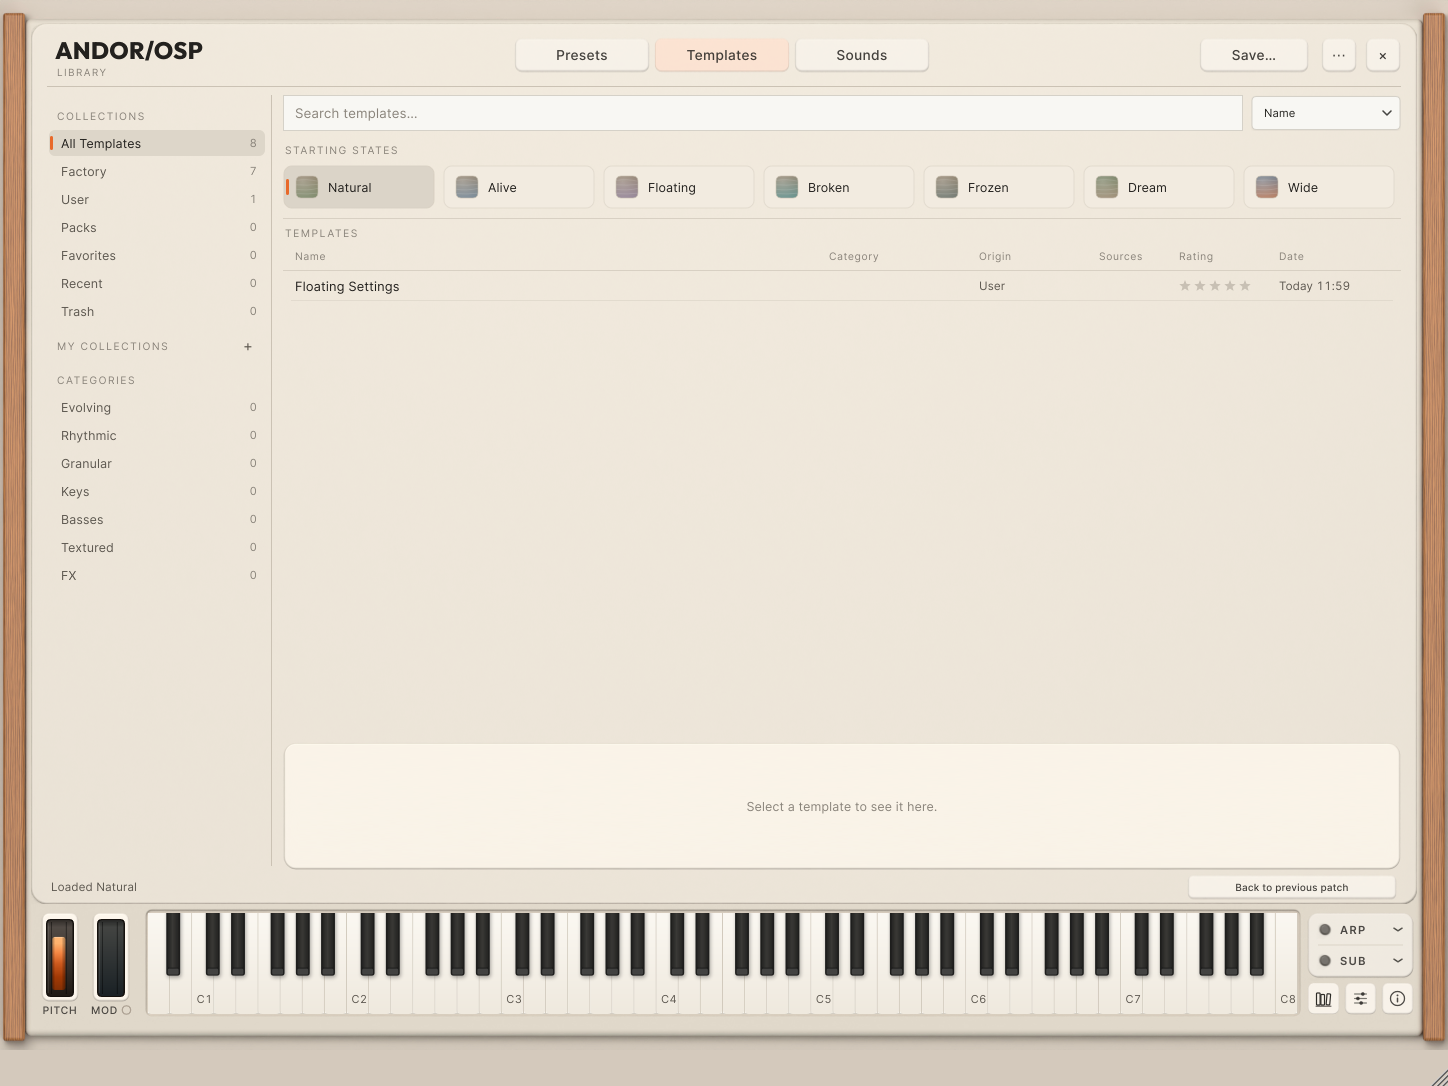 ANDOR/OSP
LIBRARY
Presets
Templates
Sounds
Save...
×
COLLECTIONS
All Templates 8
Factory 7
User 1
Packs 0
Favorites 0
Recent 0
Trash 0
MY COLLECTIONS +
CATEGORIES
Evolving 0
Rhythmic 0
Granular 0
Keys 0
Basses 0
Textured 0
FX 0
Search templates...
Name
STARTING STATES
Natural
Alive
Floating
Broken
Frozen
Dream
Wide
TEMPLATES
Name Category Origin Sources Rating Date
Floating Settings User ★★★★★ Today 11:59
Select a template to see it here.
Loaded Natural
Back to previous patch
PITCH
MOD
C1 C2 C3 C4 C5 C6 C7 C8
ARP
SUB